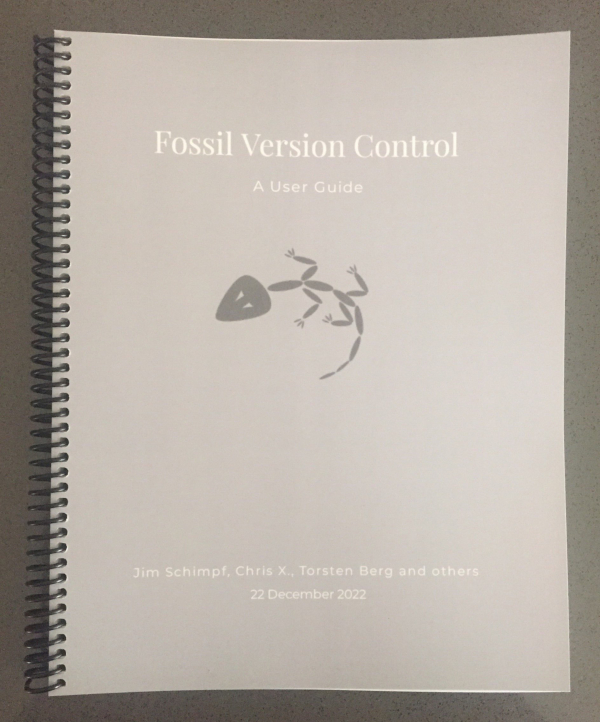 Fossil Version Control
A User Guide
Jim Schimpf, Chris X., Torsten Berg and others
22 December 2022